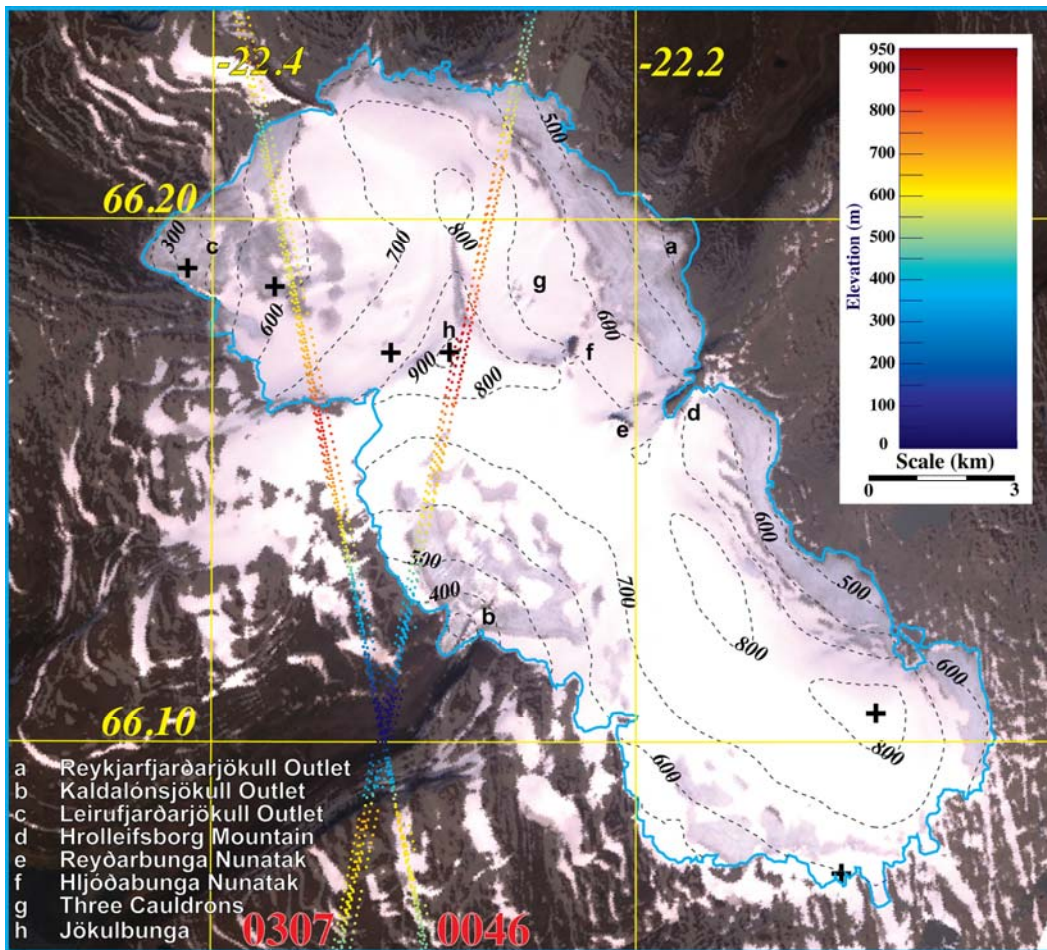 -22.4
-22.2
950
900
800
700
600
500
400
300
200
100
0
Elevation (m)
Scale (km)
0 3
500
66.20
300
c
800
a
700
g
600
600
h
f
900
800
d
e
600
500
500
400
700
b
800
600
66.10
800
600
a Reykjarfjarðarjökull Outlet
b Kaldalónsjökull Outlet
c Leirufjarðarjökull Outlet
d Hrolleifsborg Mountain
e Reyðarbunga Nunatak
f Hljóðabunga Nunatak
g Three Cauldrons
h Jökulbunga
0307 0046